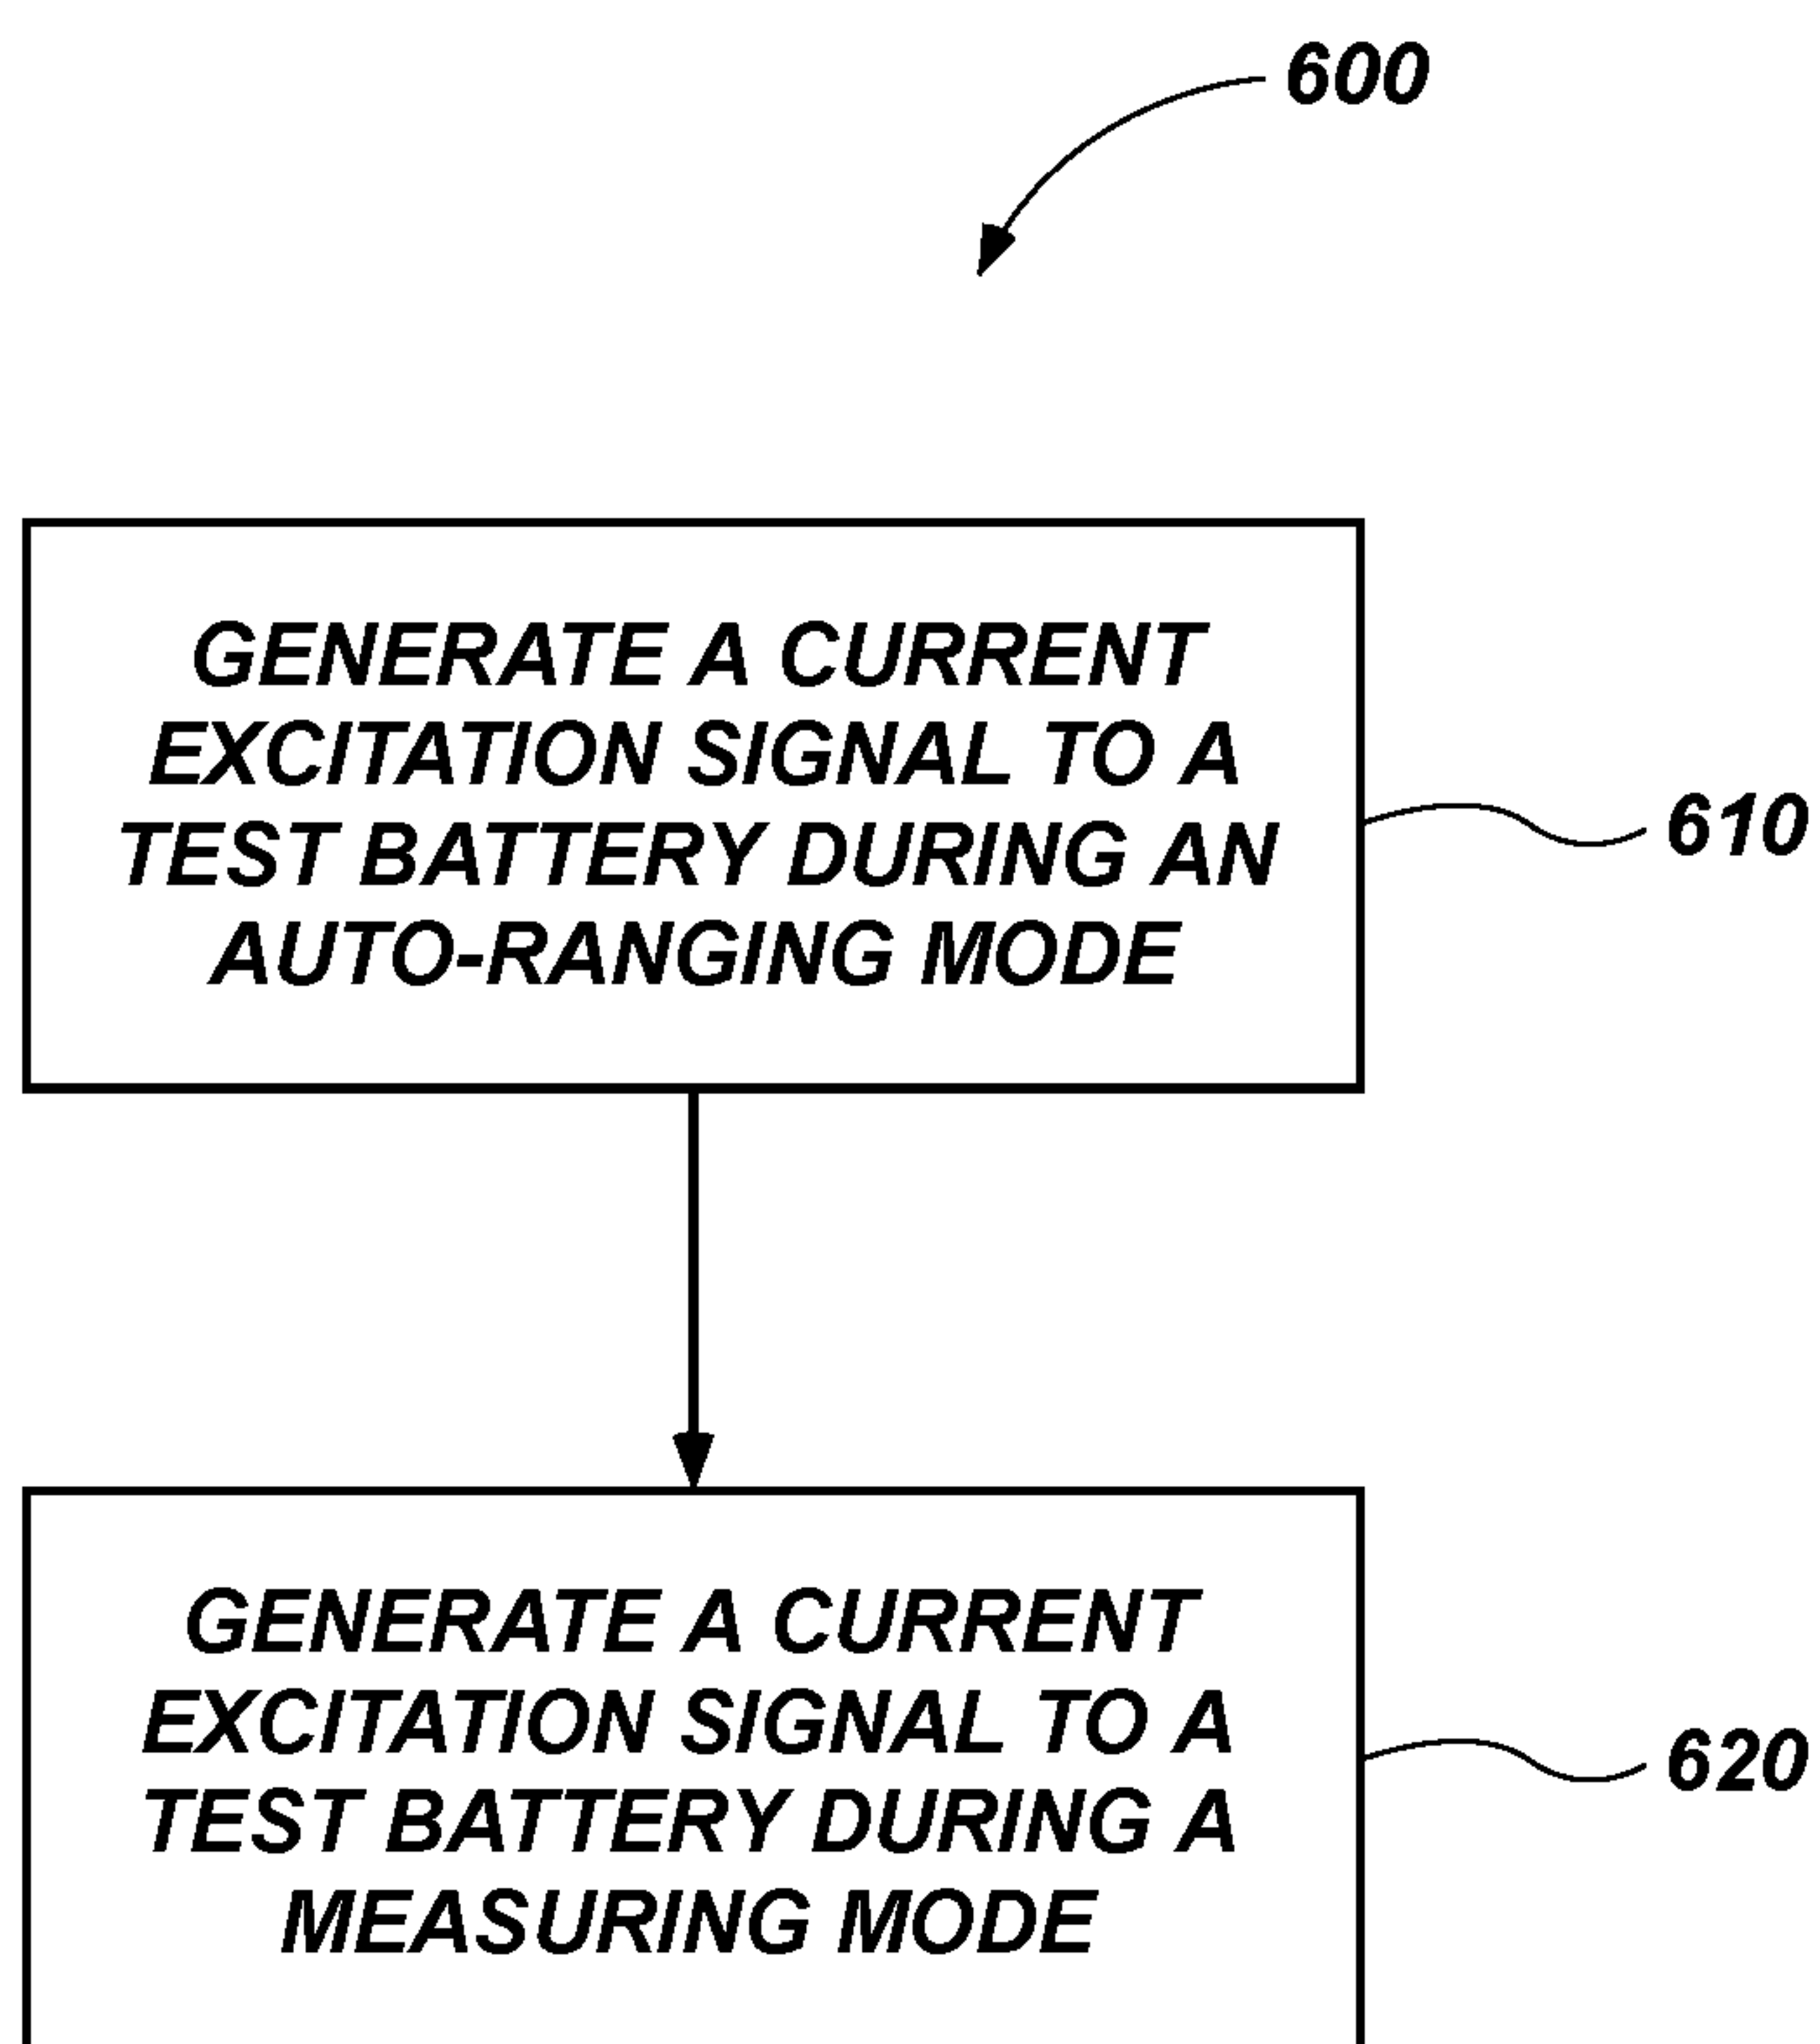 600
GENERATE A CURRENT
EXCITATION SIGNAL TO A
TEST BATTERY DURING AN
AUTO-RANGING MODE
610
GENERATE A CURRENT
EXCITATION SIGNAL TO A
TEST BATTERY DURING A
MEASURING MODE
620